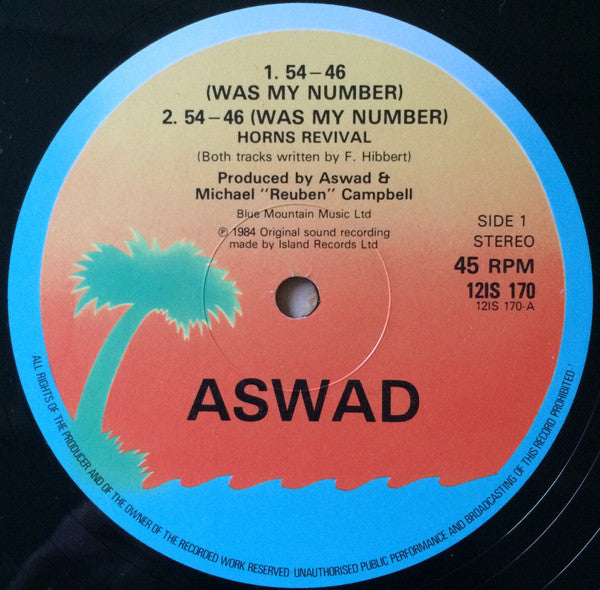 1. 54–46
(WAS MY NUMBER)
2. 54–46 (WAS MY NUMBER)
HORNS REVIVAL
(Both tracks written by F. Hibbert)
Produced by Aswad &
Michael "Reuben" Campbell
Blue Mountain Music Ltd
℗ 1984 Original sound recording
made by Island Records Ltd
SIDE 1
STEREO
45 RPM
12IS 170
12IS 170-A
ASWAD
ALL RIGHTS OF THE PRODUCER AND OF THE OWNER OF THE RECORDED WORK RESERVED · UNAUTHORISED PUBLIC PERFORMANCE AND BROADCASTING OF THIS RECORD PROHIBITED !